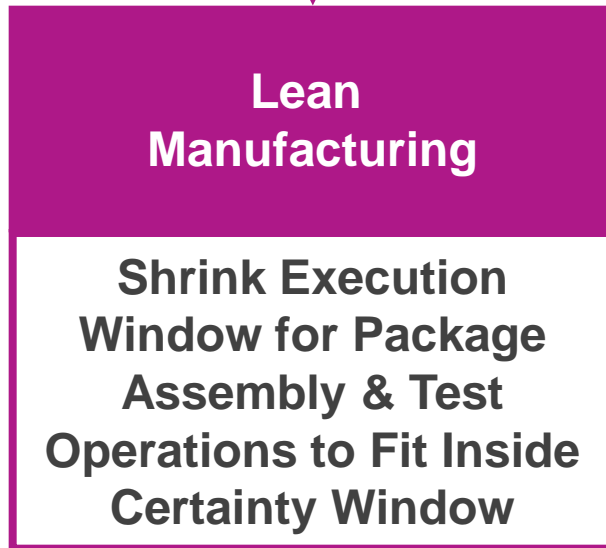 Lean
Manufacturing
Shrink Execution
Window for Package
Assembly & Test
Operations to Fit Inside
Certainty Window